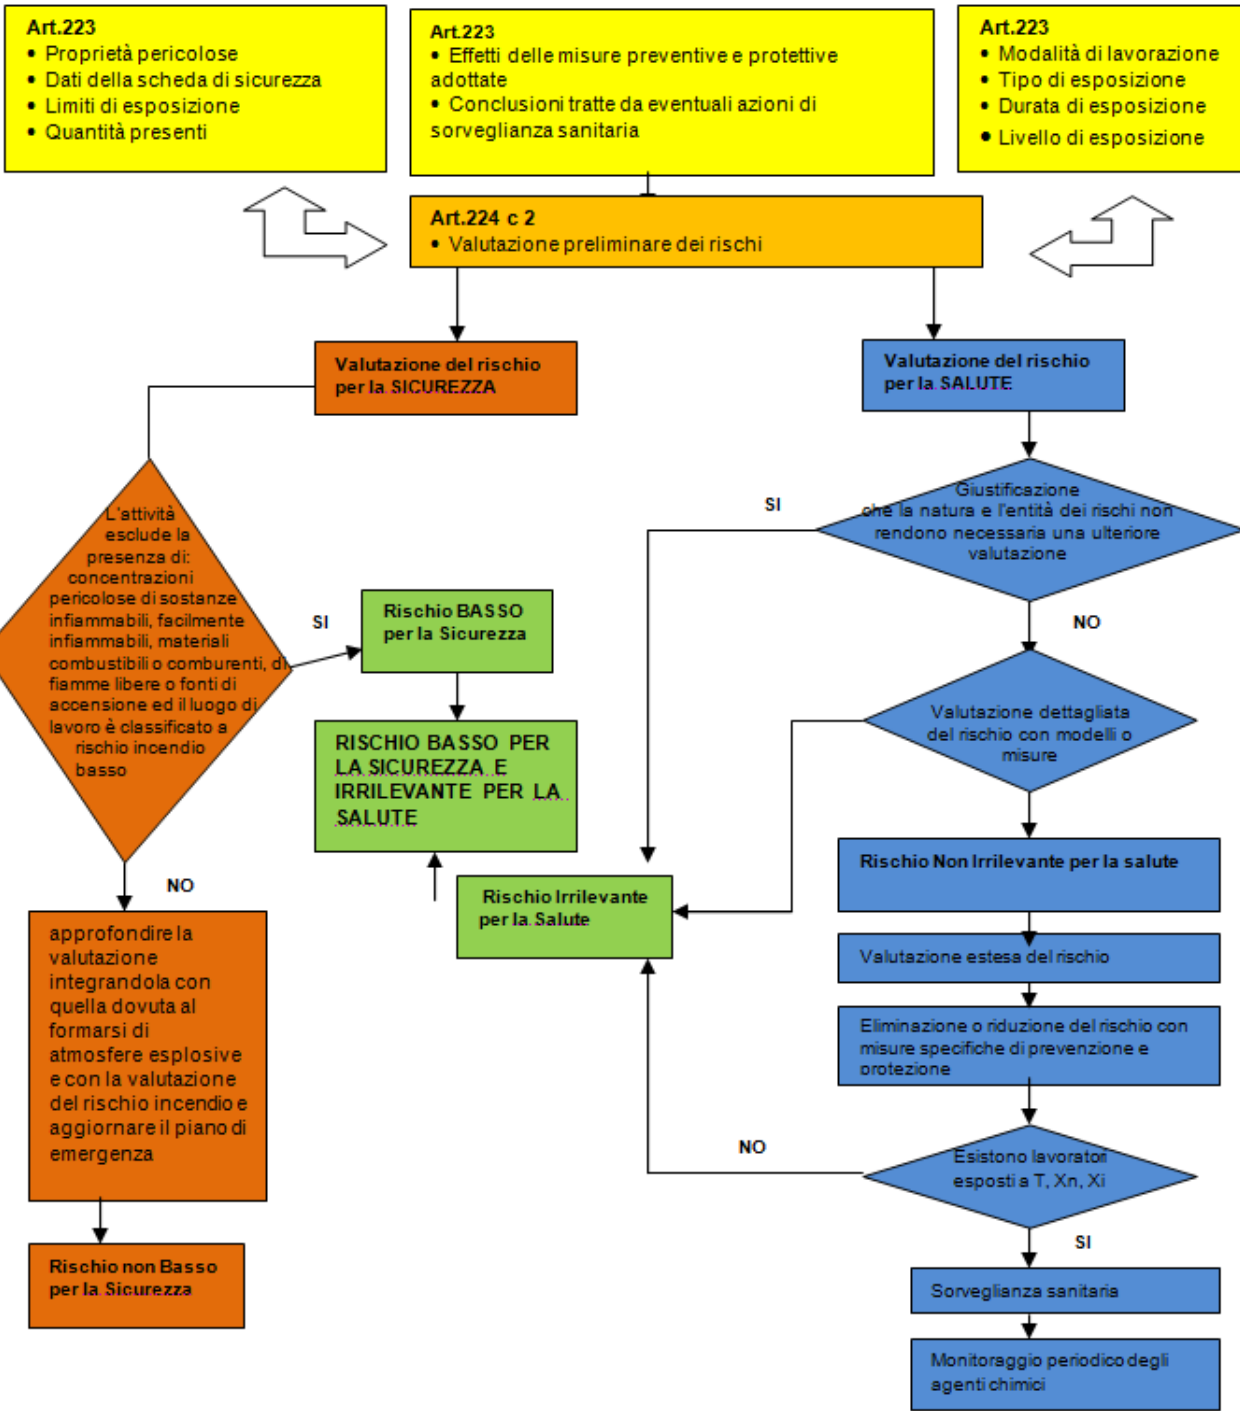 Art.223
• Proprietà pericolose
• Dati della scheda di sicurezza
• Limiti di esposizione
• Quantità presenti
Art.223
• Effetti delle misure preventive e protettive
adottate
• Conclusioni tratte da eventuali azioni di
sorveglianza sanitaria
Art.223
• Modalità di lavorazione
• Tipo di esposizione
• Durata di esposizione
• Livello di esposizione
Art.224 c 2
• Valutazione preliminare dei rischi
Valutazione del rischio
per la SICUREZZA
Valutazione del rischio
per la SALUTE
L'attività
esclude la
presenza di:
concentrazioni
pericolose di sostanze
infiammabili, facilmente
infiammabili, materiali
combustibili o comburenti, di
fiamme libere o fonti di
accensione ed il luogo di
lavoro è classificato a
rischio incendio
basso
SI
Rischio BASSO
per la Sicurezza
RISCHIO BASSO PER
LA SICUREZZA E
IRRILEVANTE PER LA
SALUTE
NO
approfondire la
valutazione
integrandola con
quella dovuta al
formarsi di
atmosfere esplosive
e con la valutazione
del rischio incendio e
aggiornare il piano di
emergenza
Rischio non Basso
per la Sicurezza
Giustificazione
che la natura e l'entità dei rischi non
rendono necessaria una ulteriore
valutazione
SI
NO
Valutazione dettagliata
del rischio con modelli o
misure
Rischio Irrilevante
per la Salute
Rischio Non Irrilevante per la salute
Valutazione estesa del rischio
Eliminazione o riduzione del rischio con
misure specifiche di prevenzione e
protezione
NO
Esistono lavoratori
esposti a T, Xn, Xi
SI
Sorveglianza sanitaria
Monitoraggio periodico degli
agenti chimici